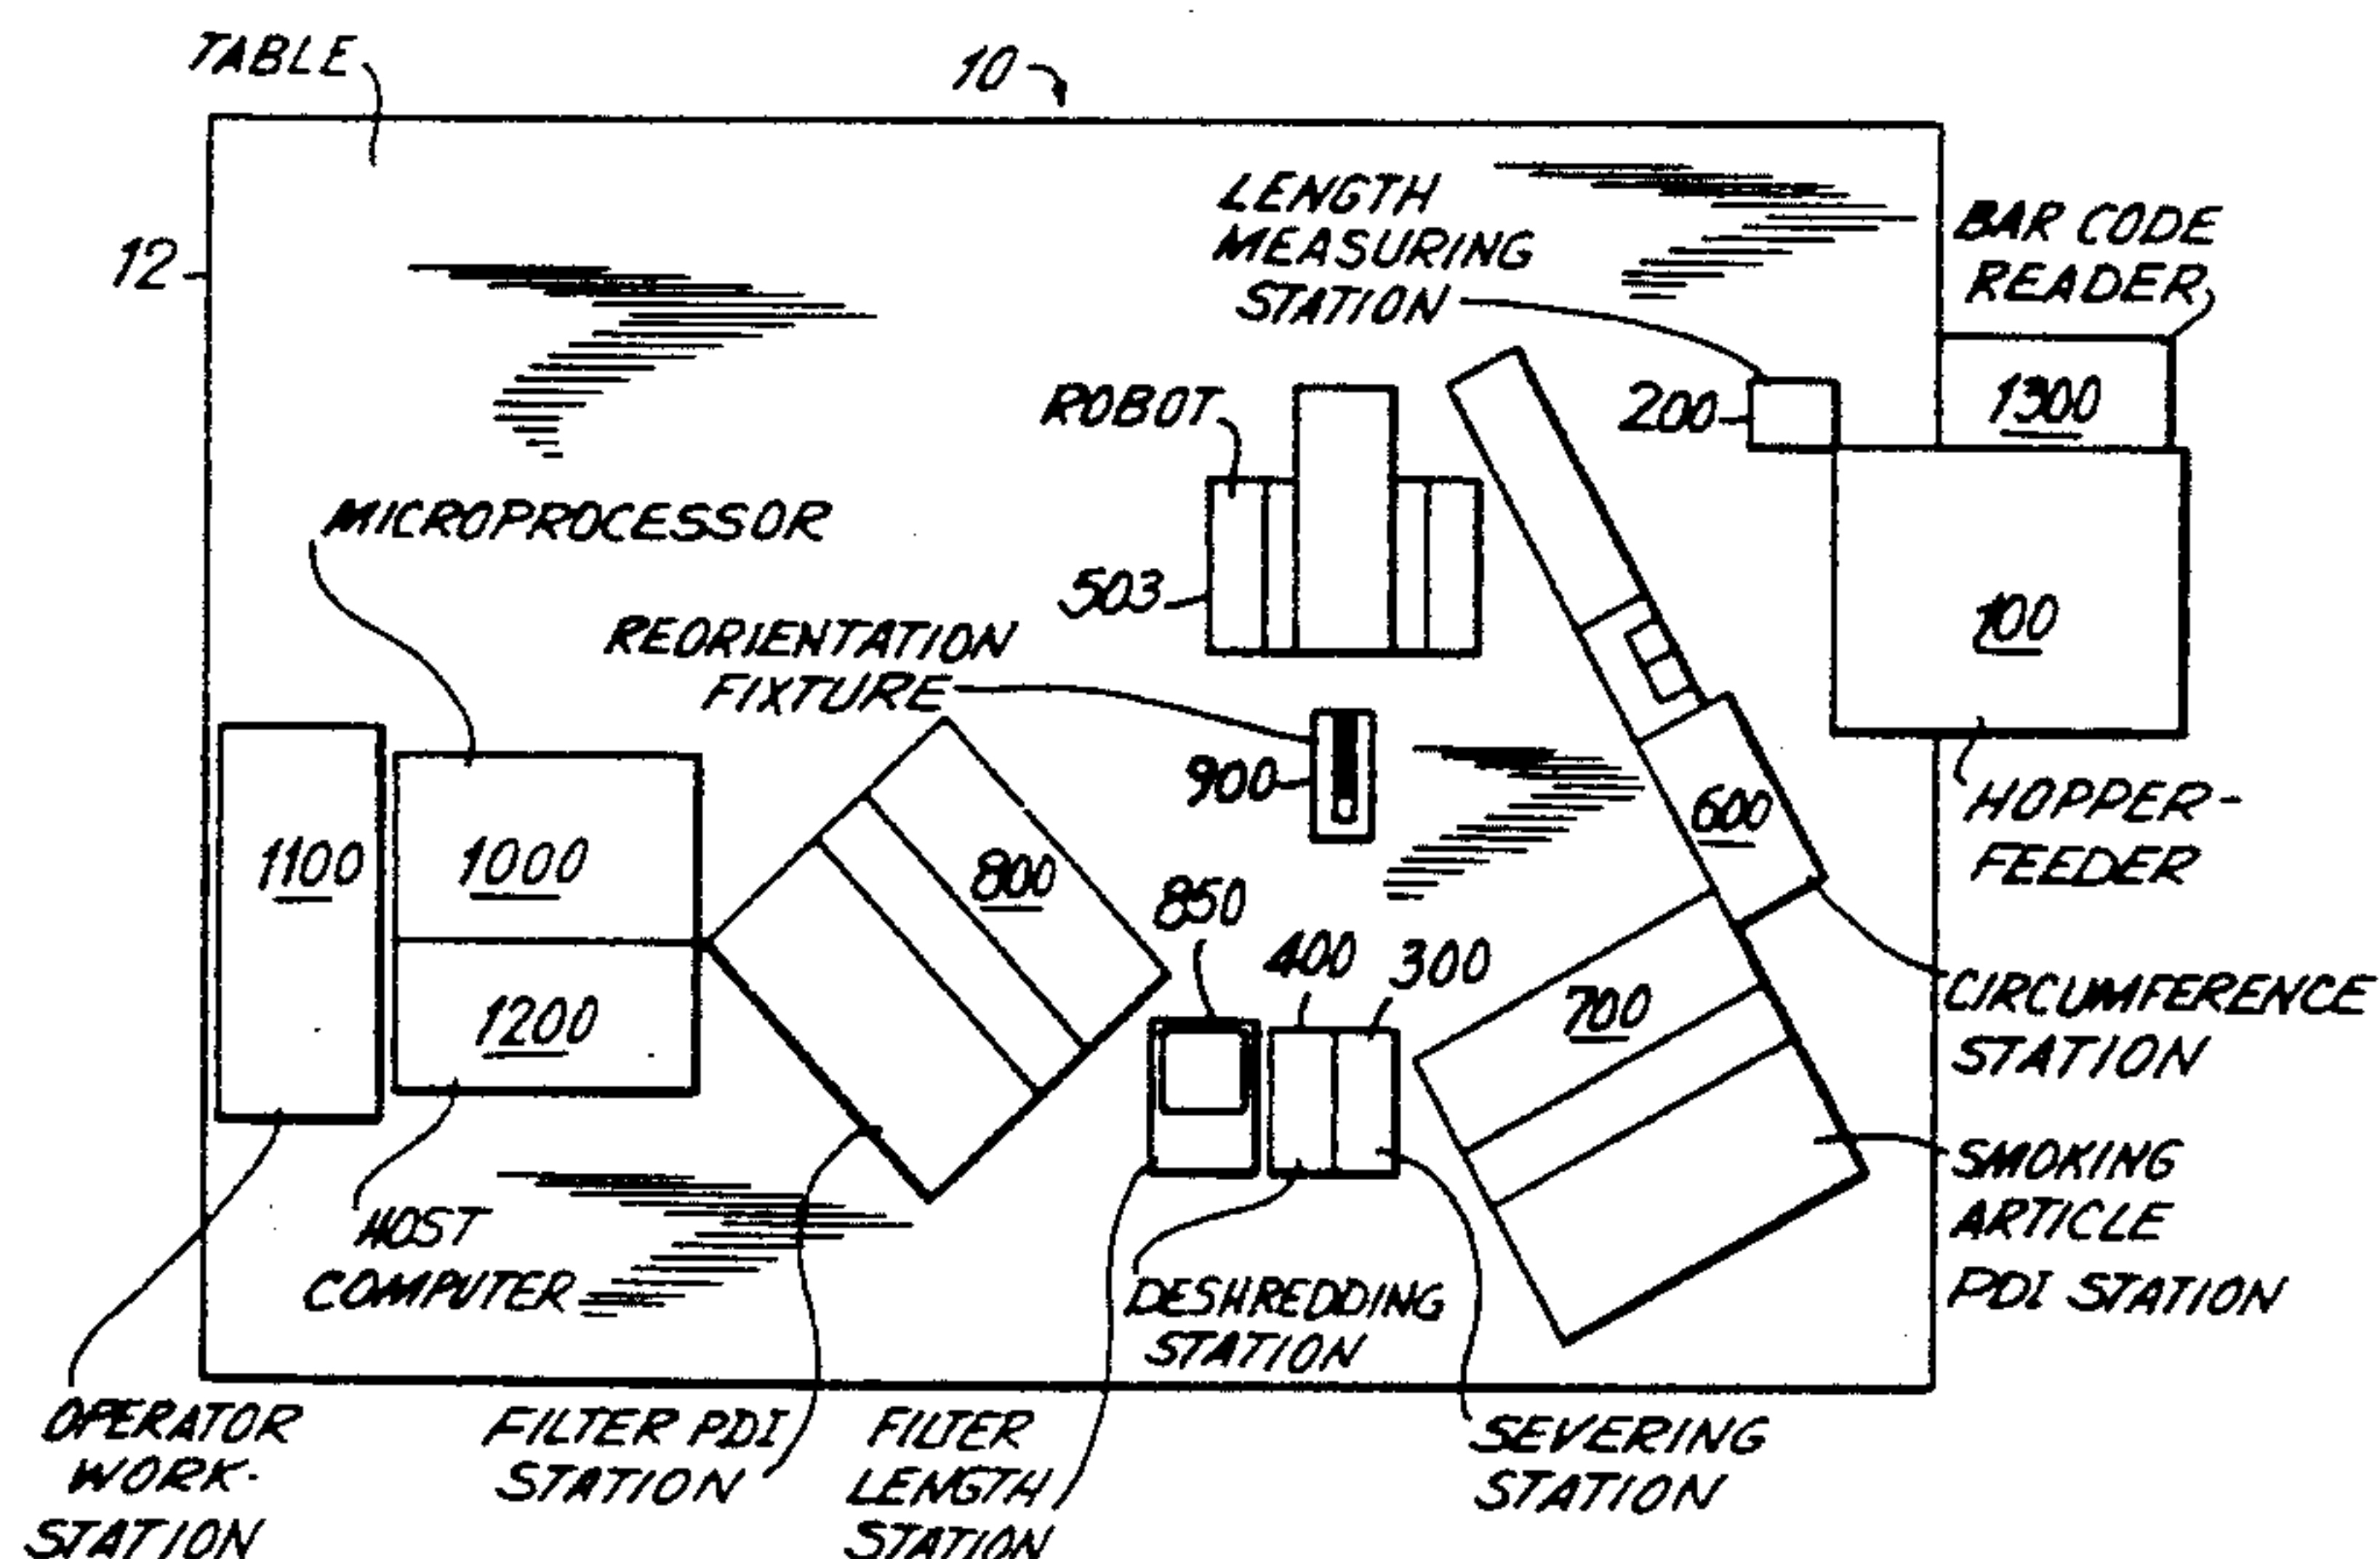 TABLE
10
LENGTH
MEASURING
STATION
12
BAR CODE
READER
ROBOT
200
1300
MICROPROCESSOR
503
100
REORIENTATION
FIXTURE
900
600
HOPPER-
FEEDER
1100
1000
800
850
400
300
700
1200
CIRCUMFERENCE
STATION
SMOKING
ARTICLE
PDI STATION
HOST
COMPUTER
DESHREDDING
STATION
OPERATOR
WORK-
STATION
FILTER PDI
STATION
FILTER
LENGTH
STATION
SEVERING
STATION